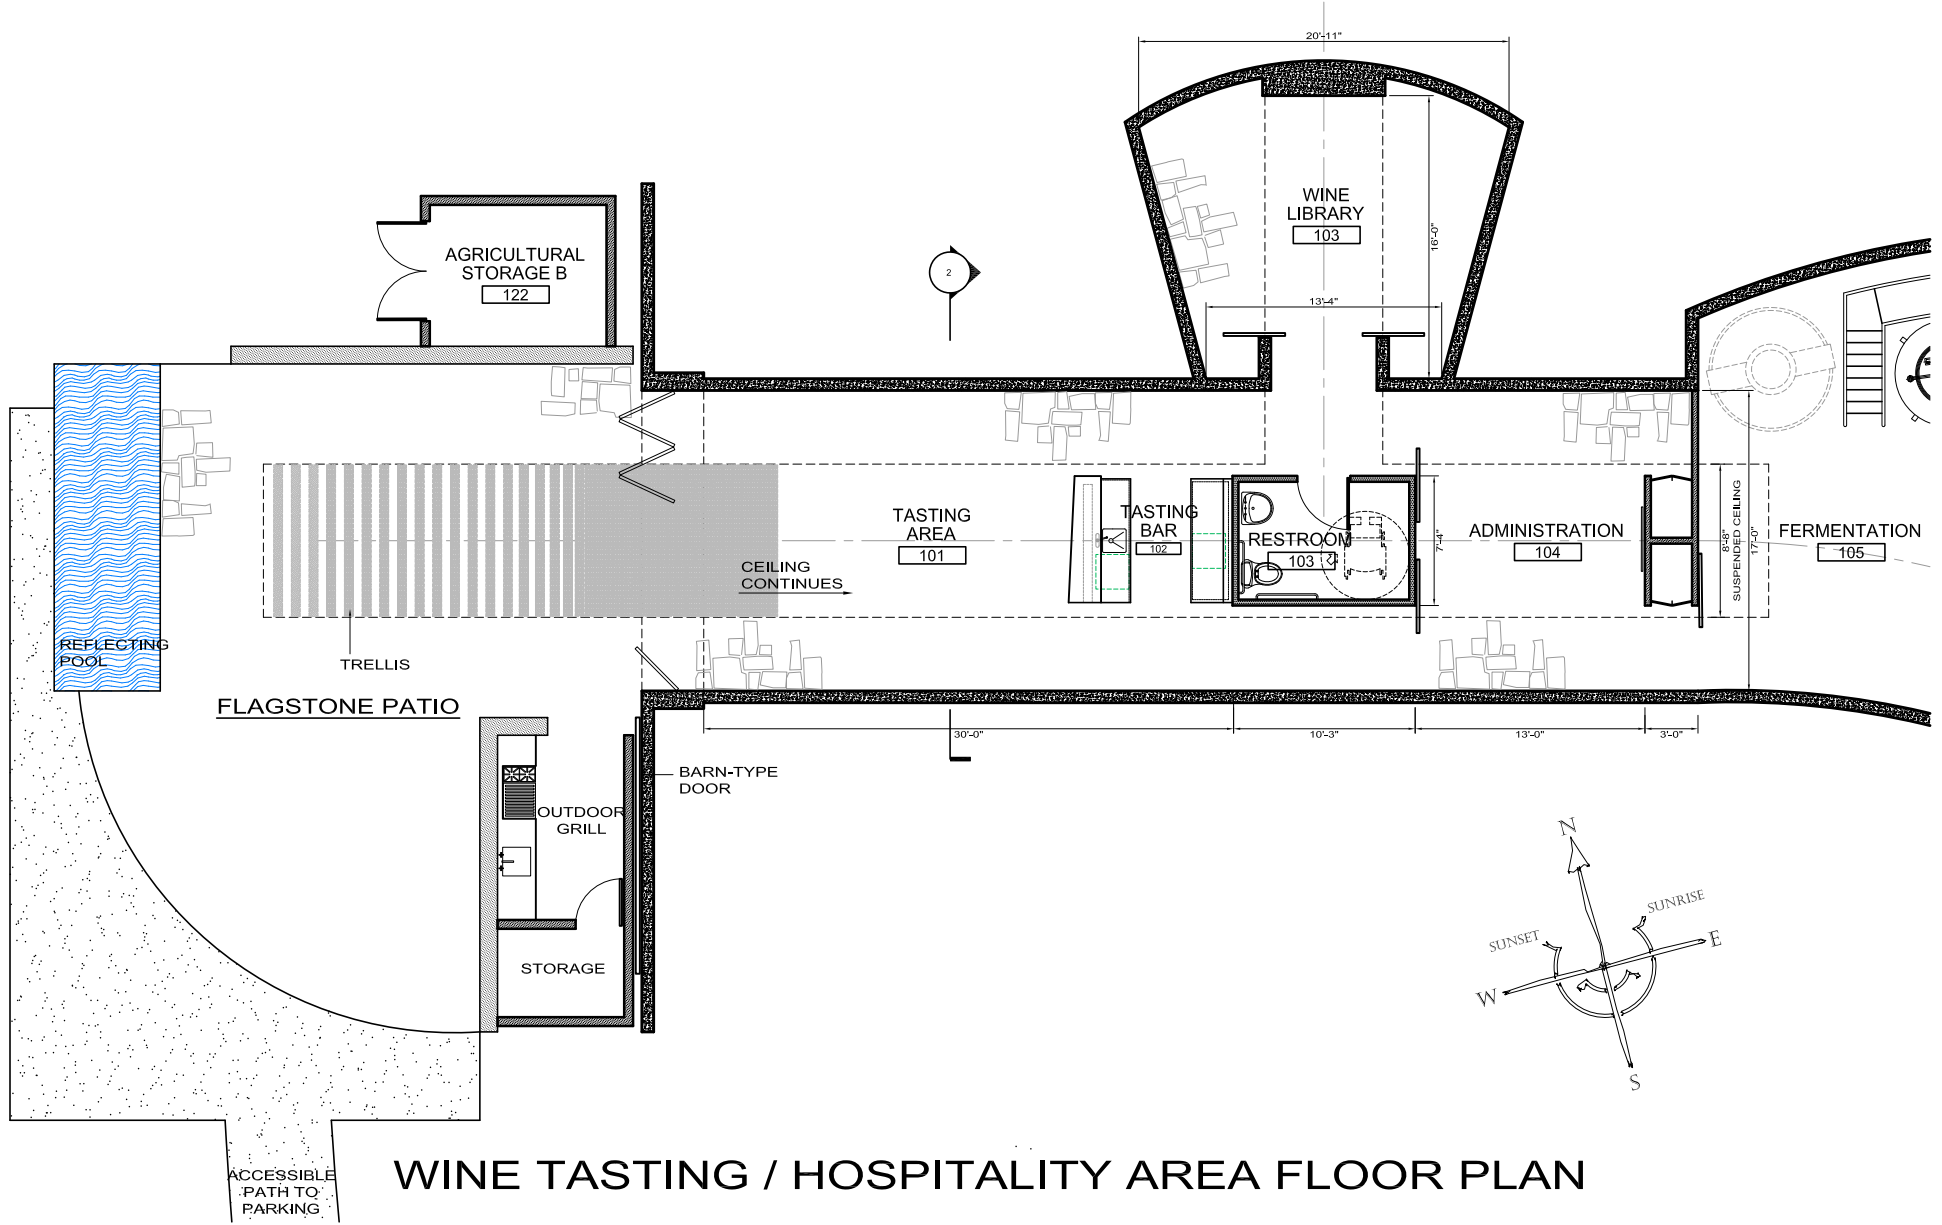 20'-11"
WINE
LIBRARY
103
16'-0"
13'-4"
AGRICULTURAL
STORAGE B
122
2
TASTING
AREA
101
TASTING
BAR
102
RESTROOM
103
7'-4"
ADMINISTRATION
104
8'-8"
SUSPENDED CEILING
17'-0"
FERMENTATION
105
CEILING
CONTINUES
REFLECTING
POOL
TRELLIS
FLAGSTONE PATIO
30'-0"
10'-3"
13'-0"
3'-0"
BARN-TYPE
DOOR
OUTDOOR
GRILL
STORAGE
N
SUNRISE
SUNSET
E
W
S
ACCESSIBLE
PATH TO
PARKING
WINE TASTING / HOSPITALITY AREA FLOOR PLAN